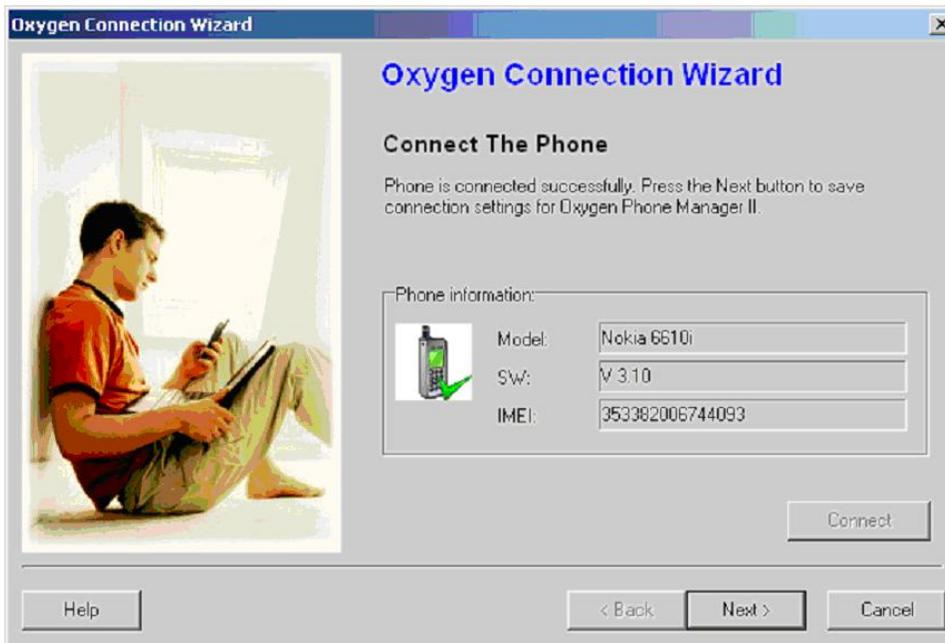 Oxygen Connection Wizard
Oxygen Connection Wizard
Connect The Phone
Phone is connected successfully. Press the Next button to save
connection settings for Oxygen Phone Manager II.
Phone information:
Model: Nokia 6610i
SW: V 3.10
IMEI: 353382006744093
Connect
Help < Back Next > Cancel